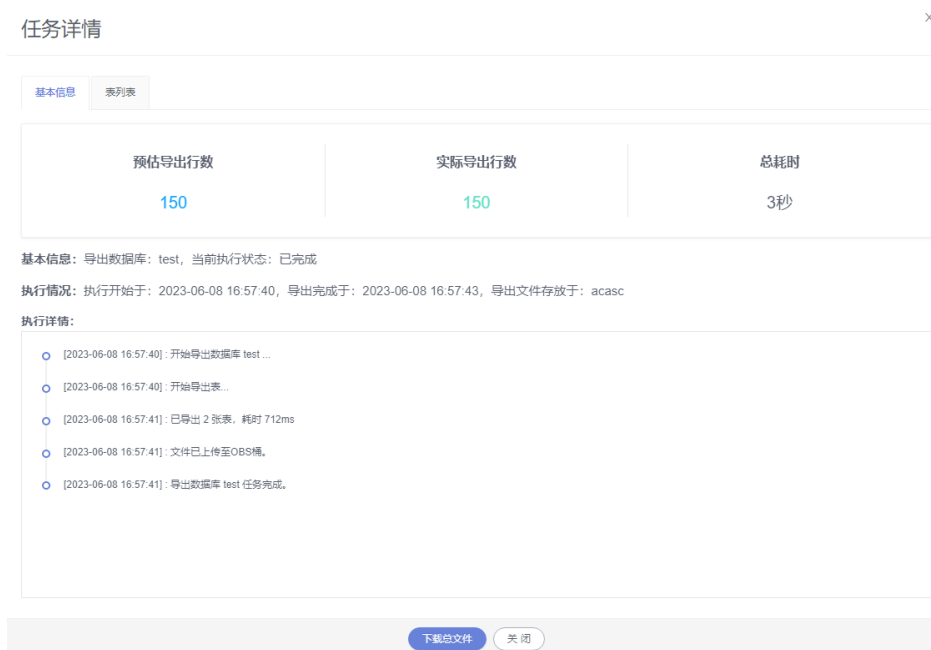 任务详情
基本信息 表列表
预估导出行数 实际导出行数 总耗时
150 150 3秒
基本信息：导出数据库：test，当前执行状态：已完成
执行情况：执行开始于：2023-06-08 16:57:40，导出完成于：2023-06-08 16:57:43，导出文件存放于：acasc
执行详情：
[2023-06-08 16:57:40] : 开始导出数据库 test ...
[2023-06-08 16:57:40] : 开始导出表...
[2023-06-08 16:57:41] : 已导出 2 张表，耗时 712ms
[2023-06-08 16:57:41] : 文件已上传至OBS桶。
[2023-06-08 16:57:41] : 导出数据库 test 任务完成。
下载总文件 关 闭